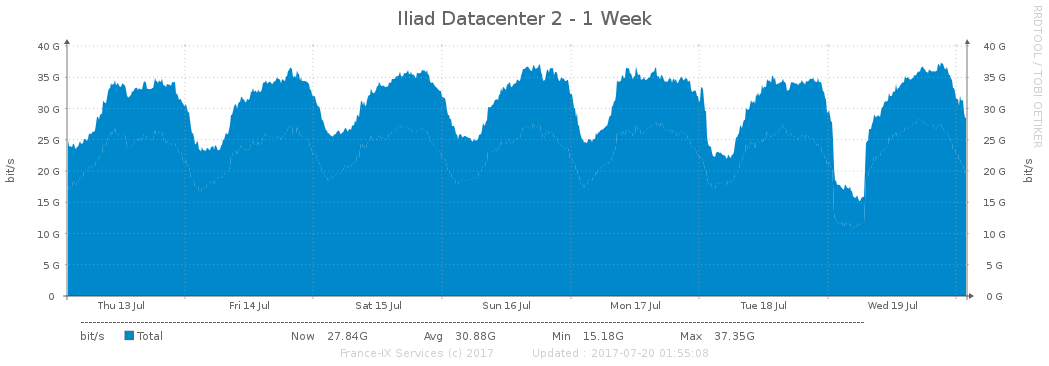 Iliad Datacenter 2 - 1 Week
RRDTOOL / TOBI OETIKER
40 G 40 G
35 G 35 G
30 G 30 G
25 G 25 G
20 G 20 G
15 G 15 G
10 G 10 G
5 G 5 G
0 0 G
bit/s bit/s
Thu 13 Jul Fri 14 Jul Sat 15 Jul Sun 16 Jul Mon 17 Jul Tue 18 Jul Wed 19 Jul
bit/s Total Now 27.84G Avg 30.88G Min 15.18G Max 37.35G
France-IX Services (c) 2017 Updated : 2017-07-20 01:55:08